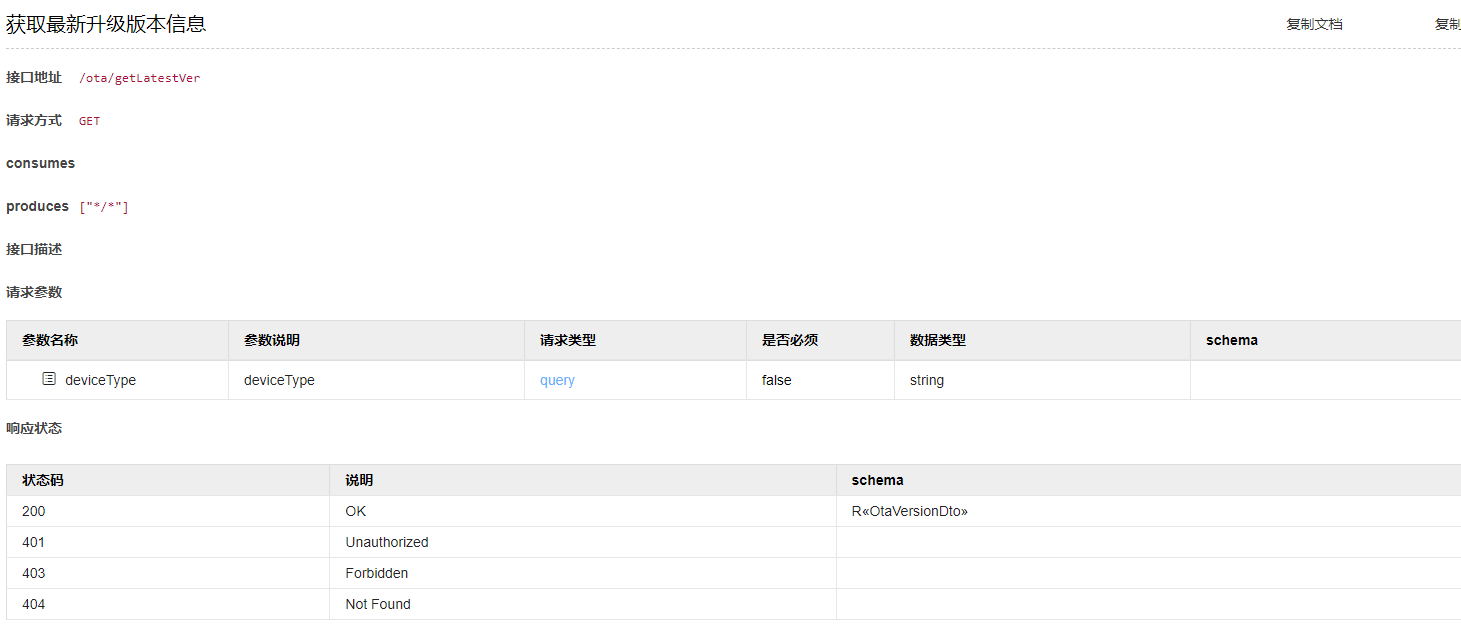 获取最新升级版本信息 复制文档 复制
接口地址 /ota/getLatestVer
请求方式 GET
consumes
produces ["*/*"]
接口描述
请求参数
参数名称 参数说明 请求类型 是否必须 数据类型 schema
deviceType deviceType query false string
响应状态
状态码 说明 schema
200 OK R«OtaVersionDto»
401 Unauthorized
403 Forbidden
404 Not Found